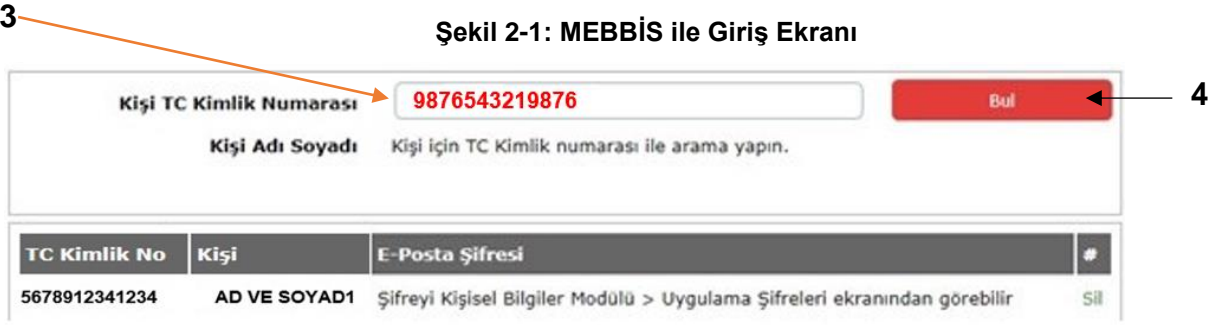 3
Şekil 2-1: MEBBİS ile Giriş Ekranı
Kişi TC Kimlik Numarası 9876543219876 Bul 4
Kişi Adı Soyadı Kişi için TC Kimlik numarası ile arama yapın.
TC Kimlik No Kişi E-Posta Şifresi #
5678912341234 AD VE SOYAD1 Şifreyi Kişisel Bilgiler Modülü > Uygulama Şifreleri ekranından görebilir Sil